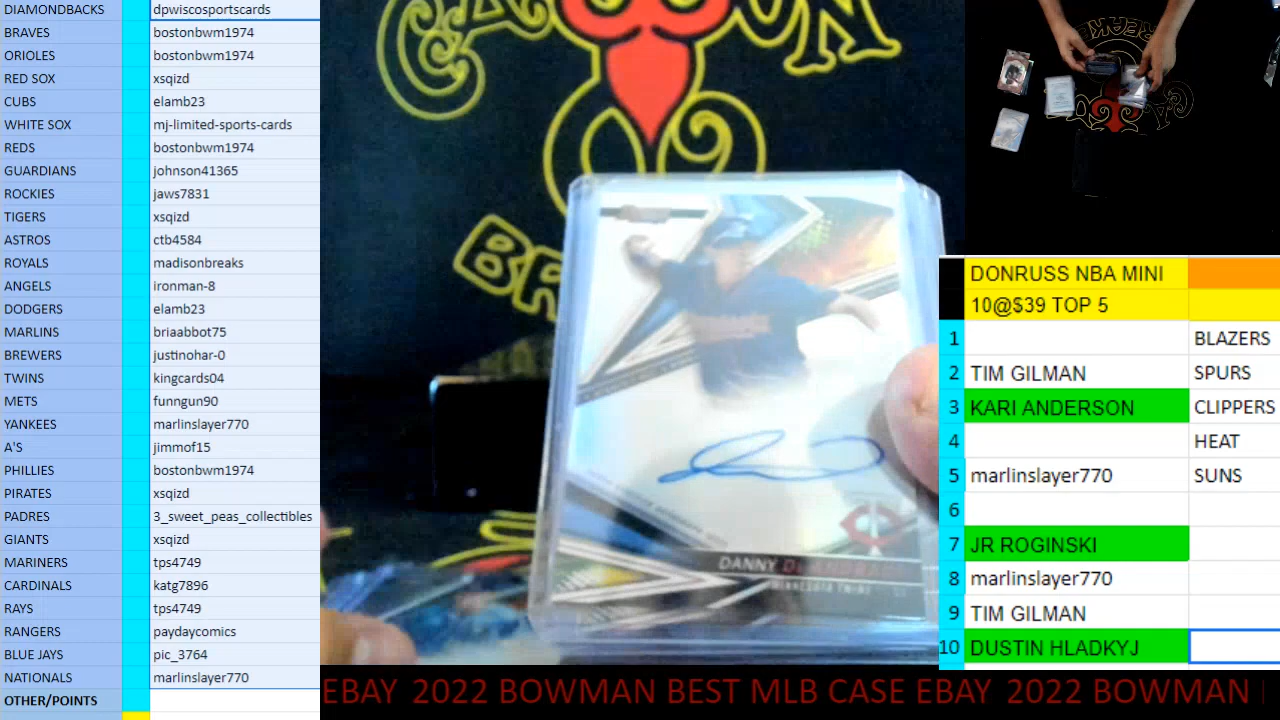 DIAMONDBACKS dpwiscosportscards
BRAVES bostonbwm1974
ORIOLES bostonbwm1974
RED SOX xsqizd
CUBS elamb23
WHITE SOX mj-limited-sports-cards
REDS bostonbwm1974
GUARDIANS johnson41365
ROCKIES jaws7831
TIGERS xsqizd
ASTROS ctb4584
ROYALS madisonbreaks
ANGELS ironman-8
DODGERS elamb23
MARLINS briaabbot75
BREWERS justinohar-0
TWINS kingcards04
METS funngun90
YANKEES marlinslayer770
A'S jimmof15
PHILLIES bostonbwm1974
PIRATES xsqizd
PADRES 3_sweet_peas_collectibles
GIANTS xsqizd
MARINERS tps4749
CARDINALS katg7896
RAYS tps4749
RANGERS paydaycomics
BLUE JAYS pic_3764
NATIONALS marlinslayer770
OTHER/POINTS
DANNY
MINNESOTA TWINS
DONRUSS NBA MINI
10@$39 TOP 5
1 BLAZERS
2 TIM GILMAN SPURS
3 KARI ANDERSON CLIPPERS
4 HEAT
5 marlinslayer770 SUNS
6
7 JR ROGINSKI
8 marlinslayer770
9 TIM GILMAN
10 DUSTIN HLADKYJ
EBAY 2022 BOWMAN BEST MLB CASE EBAY 2022 BOWMAN